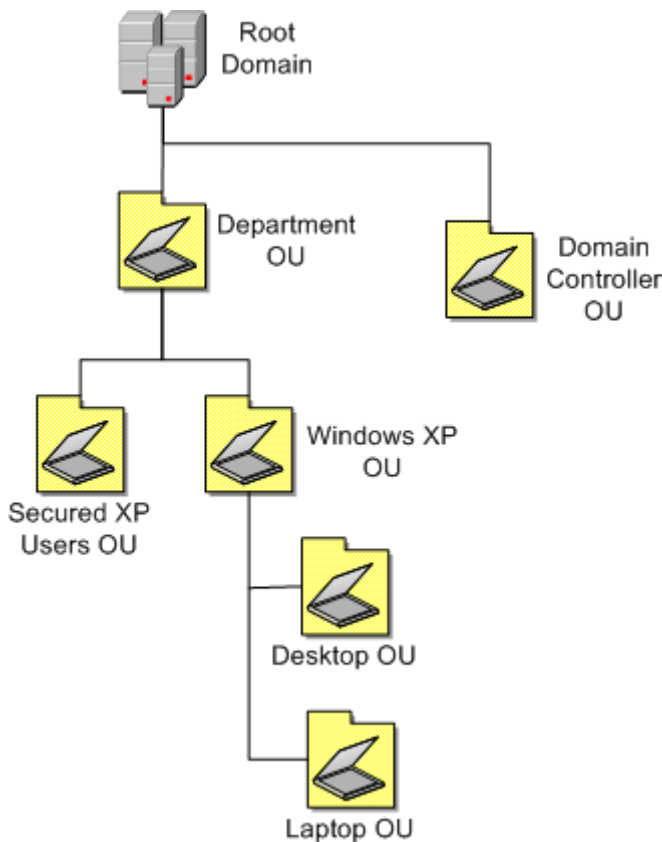 Root
Domain
Department
OU
Domain
Controller
OU
Secured XP
Users OU
Windows XP
OU
Desktop OU
Laptop OU